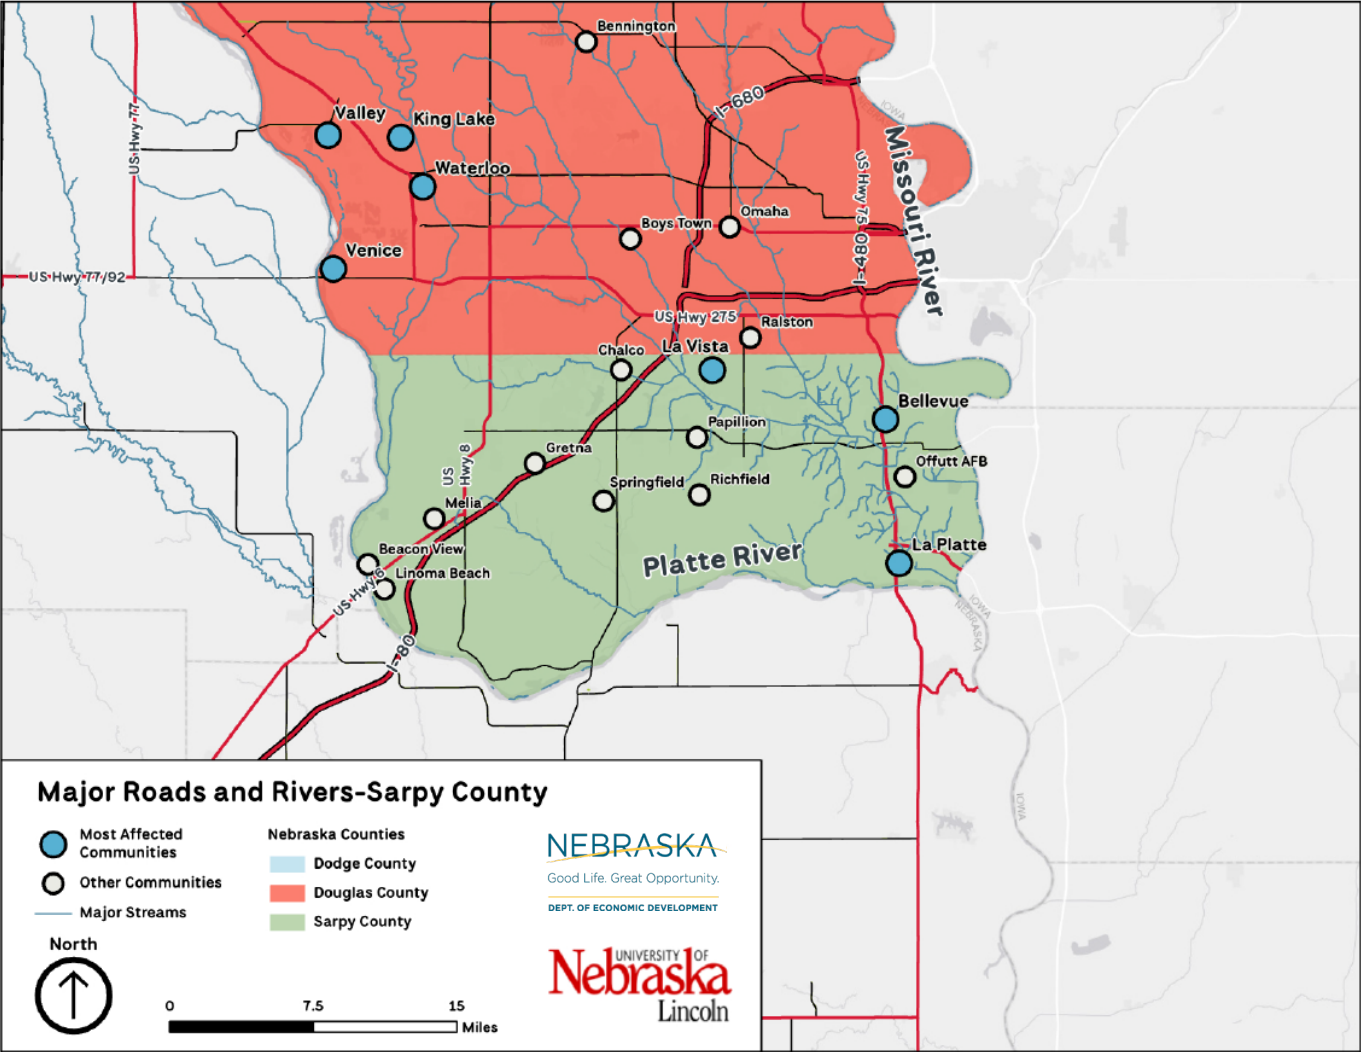 Bennington
IOWA
NEBRASKA
I-680
US Hwy 77
Valley
King Lake
Waterloo
Missouri River
US Hwy 75
Omaha
Boys Town
Venice
I-480
US Hwy 77/92
US Hwy 275
Ralston
La Vista
Chalco
Bellevue
Papillion
Gretna
US
Hwy 8
Offutt AFB
Springfield
Richfield
Melia
La Platte
Beacon View
Platte River
Linoma Beach
US Hwy 6
IOWA
NEBRASKA
I-80
IOWA
Major Roads and Rivers-Sarpy County
Most Affected
Communities
Other Communities
Major Streams
North
Nebraska Counties
Dodge County
Douglas County
Sarpy County
0 7.5 15
Miles
NEBRASKA
Good Life. Great Opportunity.
DEPT. OF ECONOMIC DEVELOPMENT
UNIVERSITY OF
Nebraska
Lincoln